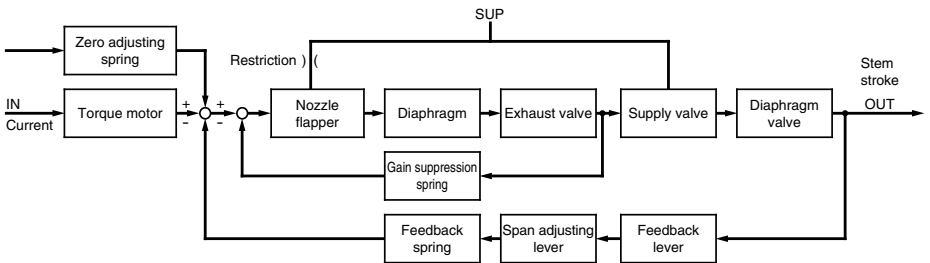 SUP
Zero adjusting
spring
Restriction ) (
Stem
stroke
IN
Current
Torque motor
+
-
+
-
Nozzle
flapper
Diaphragm
Exhaust valve
Supply valve
Diaphragm
valve
OUT
Gain suppression
spring
Feedback
spring
Span adjusting
lever
Feedback
lever